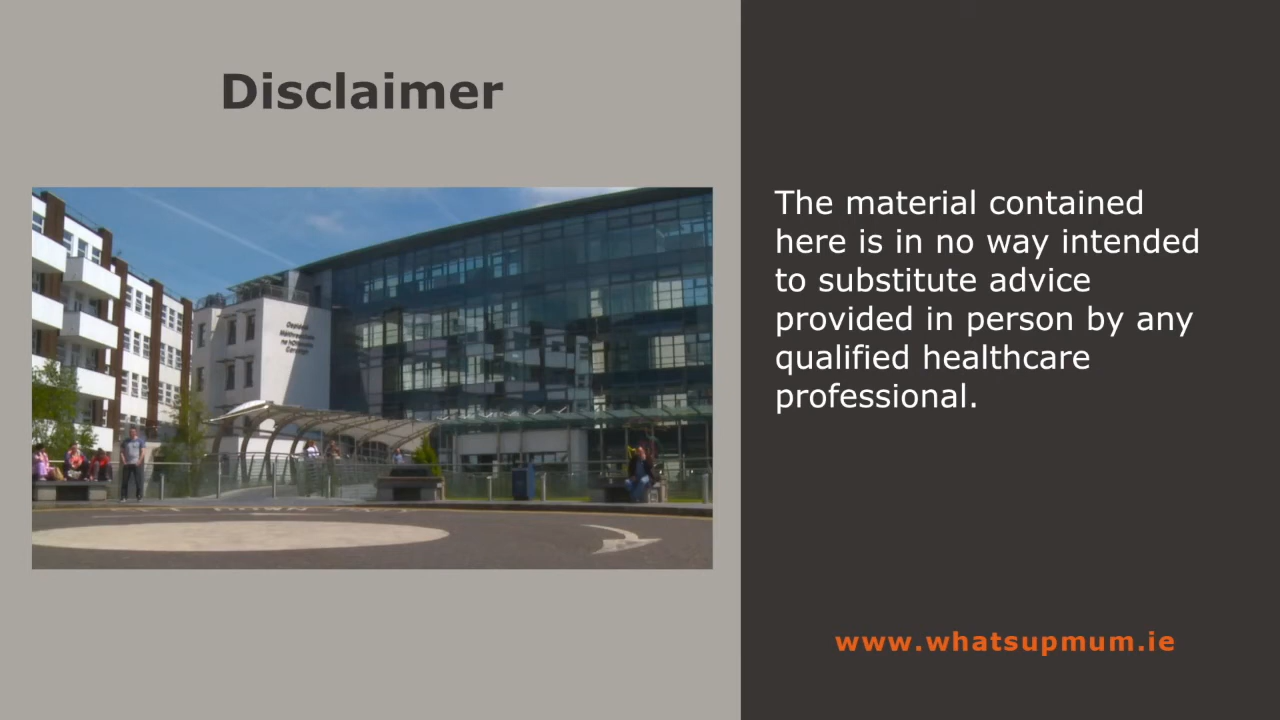 Disclaimer
The material contained
here is in no way intended
to substitute advice
provided in person by any
qualified healthcare
professional.
www.whatsupmum.ie